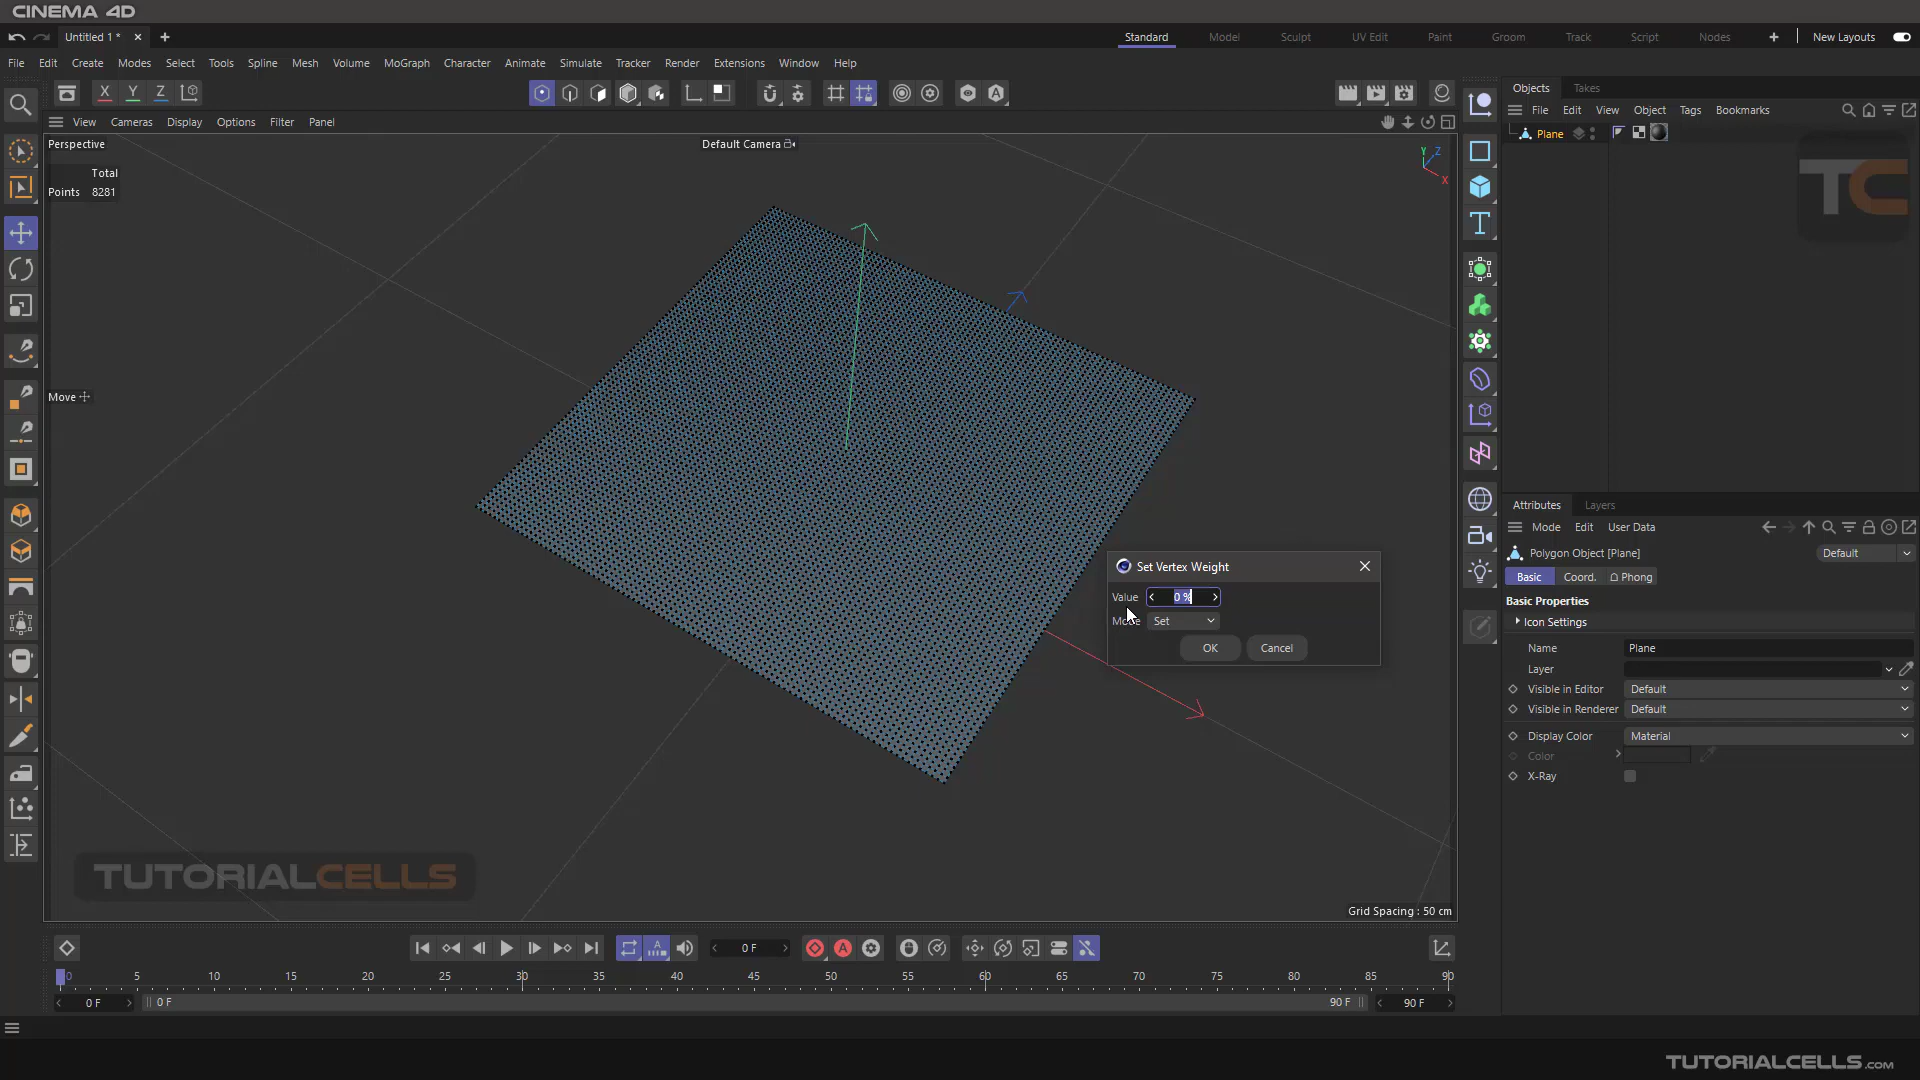 CINEMA 4D
Untitled 1 *
Standard Model Sculpt UV Edit Paint Groom Track Script Nodes New Layouts
File Edit Create Modes Select Tools Spline Mesh Volume MoGraph Character Animate Simulate Tracker Render Extensions Window Help
X Y Z
View Cameras Display Options Filter Panel
Perspective
Default Camera
Total
Points 8281
Y Z X
Move
Set Vertex Weight
Value 0 %
Mode Set
OK Cancel
TUTORIALCELLS
Grid Spacing : 50 cm
0 F
0 5 10 15 20 25 30 35 40 45 50 55 60 65 70 75 80 85 90
0 F 0 F 90 F 90 F
Objects Takes
File Edit View Object Tags Bookmarks
Plane
TC
Attributes Layers
Mode Edit User Data
Polygon Object [Plane] Default
Basic Coord. Phong
Basic Properties
Icon Settings
Name Plane
Layer
Visible in Editor Default
Visible in Renderer Default
Display Color Material
Color
X-Ray
TUTORIALCELLS.com